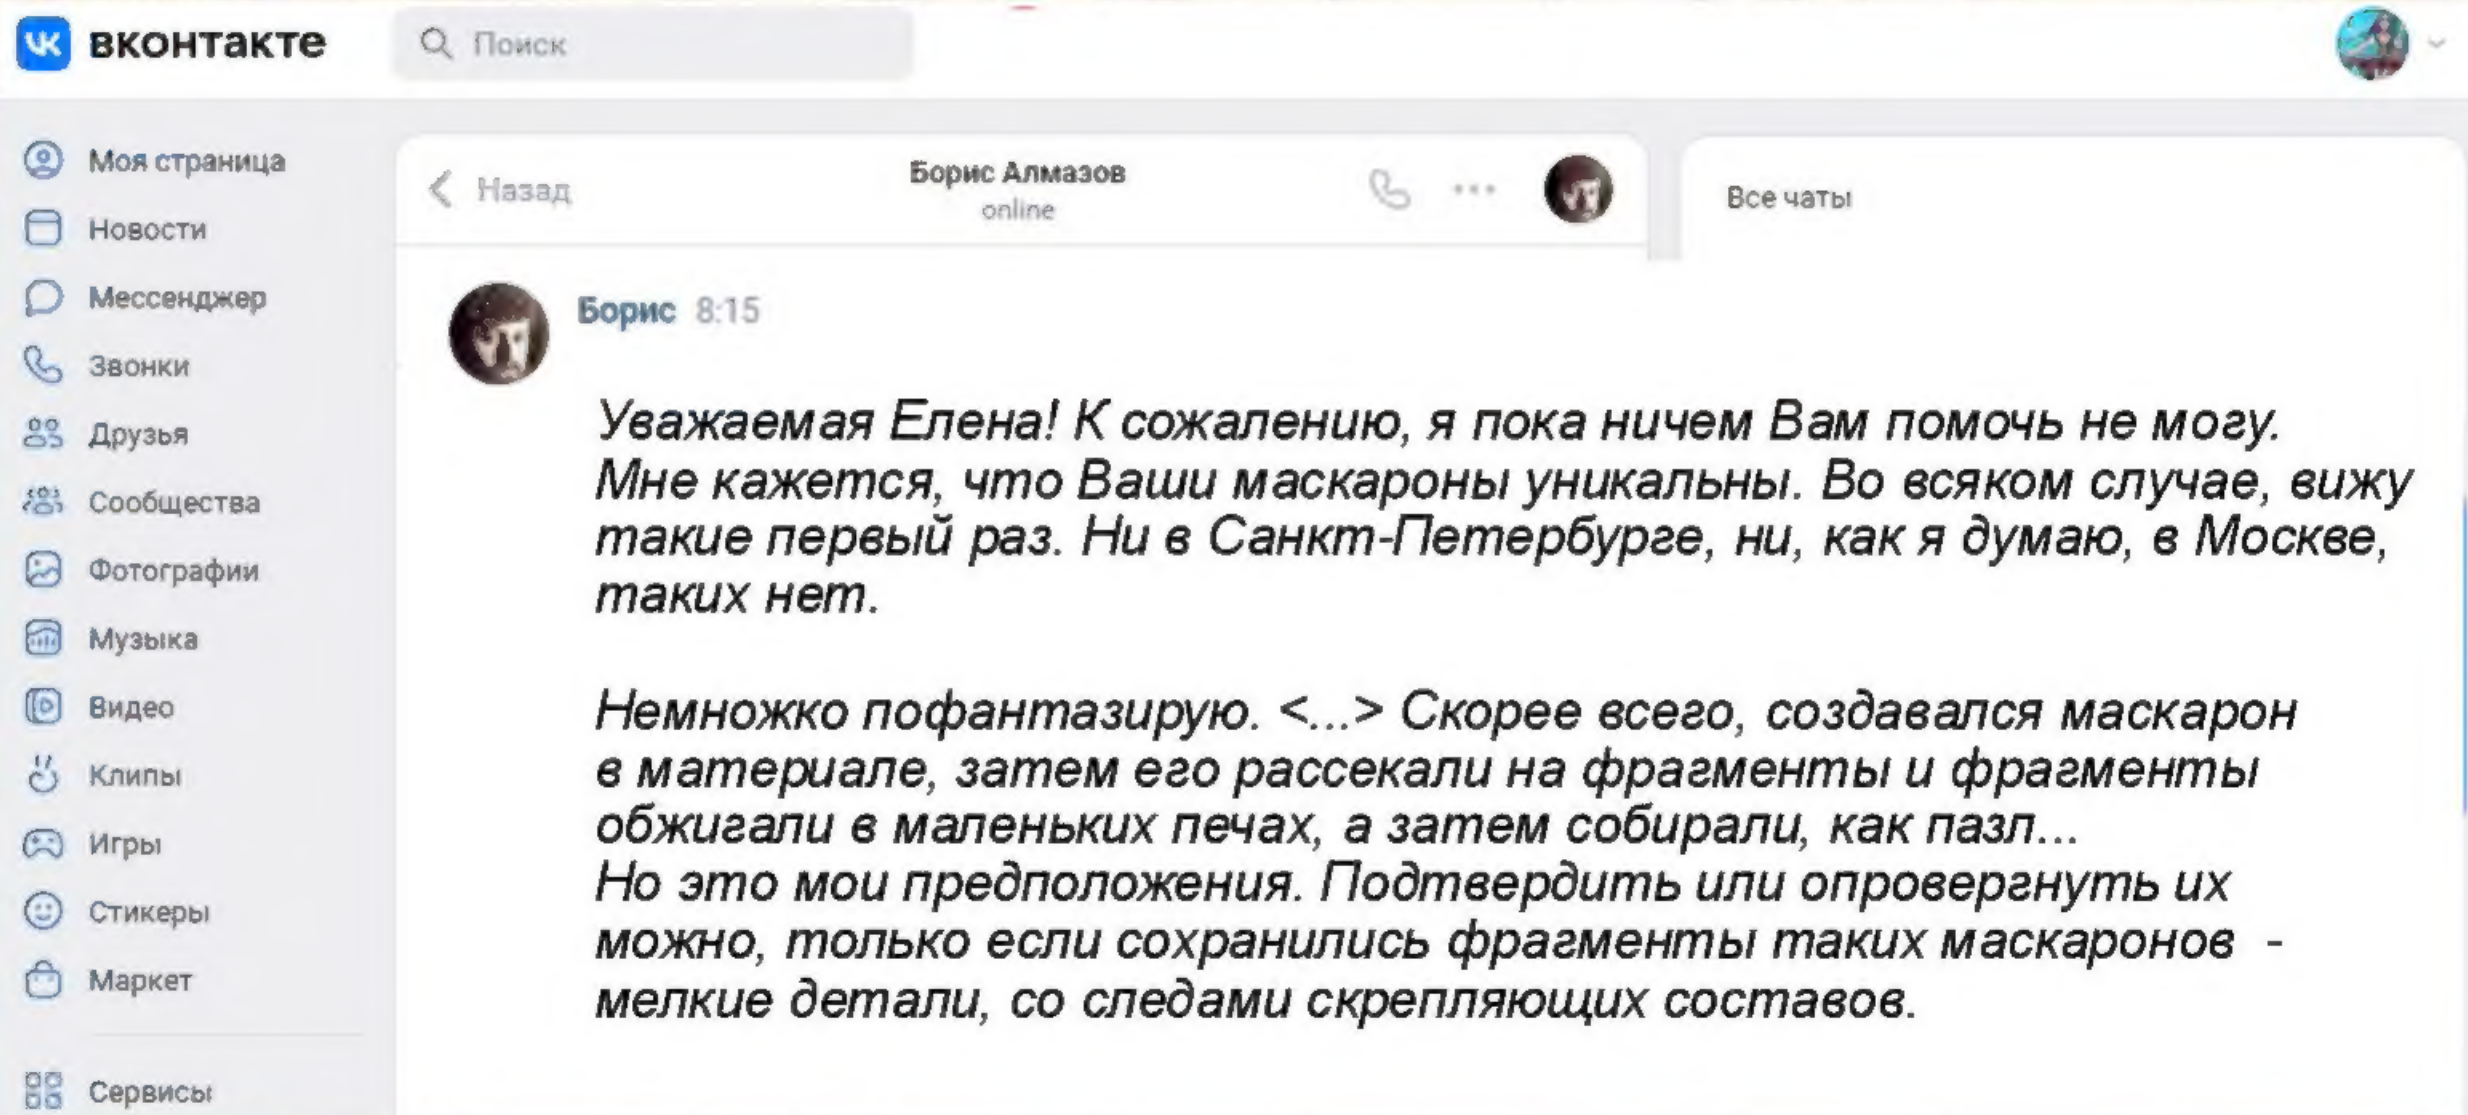 вконтакте
Поиск
Моя страница
Новости
Мессенджер
Звонки
Друзья
Сообщества
Фотографии
Музыка
Видео
Клипы
Игры
Стикеры
Маркет
Сервисы
Назад
Борис Алмазов
online
Все чаты
Борис 8:15
Уважаемая Елена! К сожалению, я пока ничем Вам помочь не могу.
Мне кажется, что Ваши маскароны уникальны. Во всяком случае, вижу
такие первый раз. Ни в Санкт-Петербурге, ни, как я думаю, в Москве,
таких нет.
Немножко пофантазирую. <...> Скорее всего, создавался маскарон
в материале, затем его рассекали на фрагменты и фрагменты
обжигали в маленьких печах, а затем собирали, как пазл...
Но это мои предположения. Подтвердить или опровергнуть их
можно, только если сохранились фрагменты таких маскаронов -
мелкие детали, со следами скрепляющих составов.